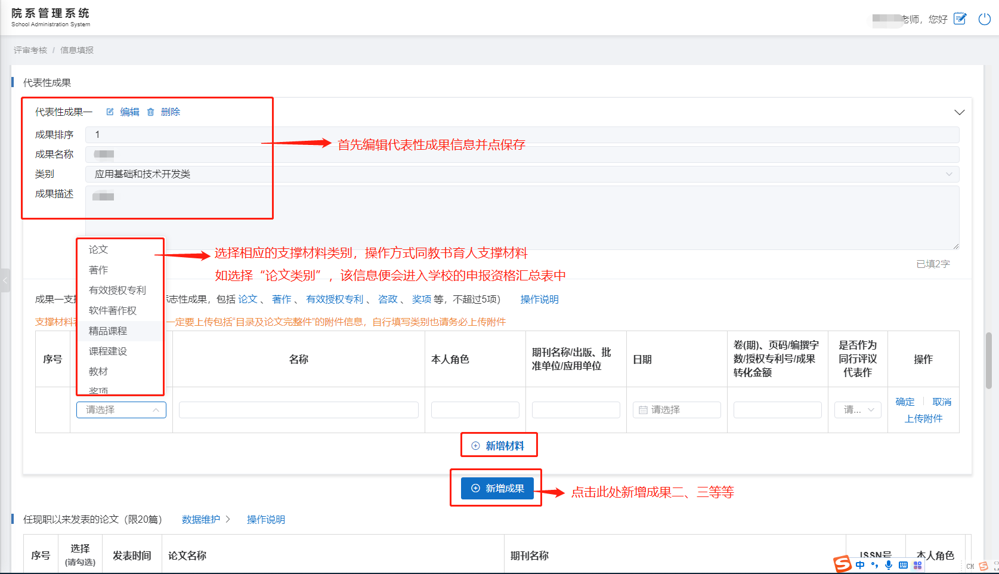 院系管理系统
School Administration System
老师，您好
评审考核 / 信息填报
代表性成果
代表性成果一 编辑 删除
成果排序 1
首先编辑代表性成果信息并点保存
成果名称
类别 应用基础和技术开发类
成果描述
论文
选择相应的支撑材料类别，操作方式同教书育人支撑材料
已填2字
著作
如选择“论文类别”，该信息便会进入学校的申报资格汇总表中
有效授权专利
成果一支 志性成果，包括 论文 、 著作 、 有效授权专利 、 咨政 、 奖项 等，不超过5项） 操作说明
软件著作权
支撑材料 一定要上传包括“目录及论文完整件”的附件信息，自行填写类别也请务必上传附件
精品课程
课程建设
教材
奖项
序号 名称 本人角色 期刊名称/出版、批准单位/应用单位 日期 卷(期)、页码/编撰字数/授权专利号/成果转化金额 是否作为同行评议代表作 操作
请选择 请选择 请... 确定 取消
上传附件
新增材料
新增成果
点击此处新增成果二、三等等
任现职以来发表的论文（限20篇） 数据维护 操作说明
序号 选择 (请勾选) 发表时间 论文名称 期刊名称 ISSN号 本人角色
中
CH